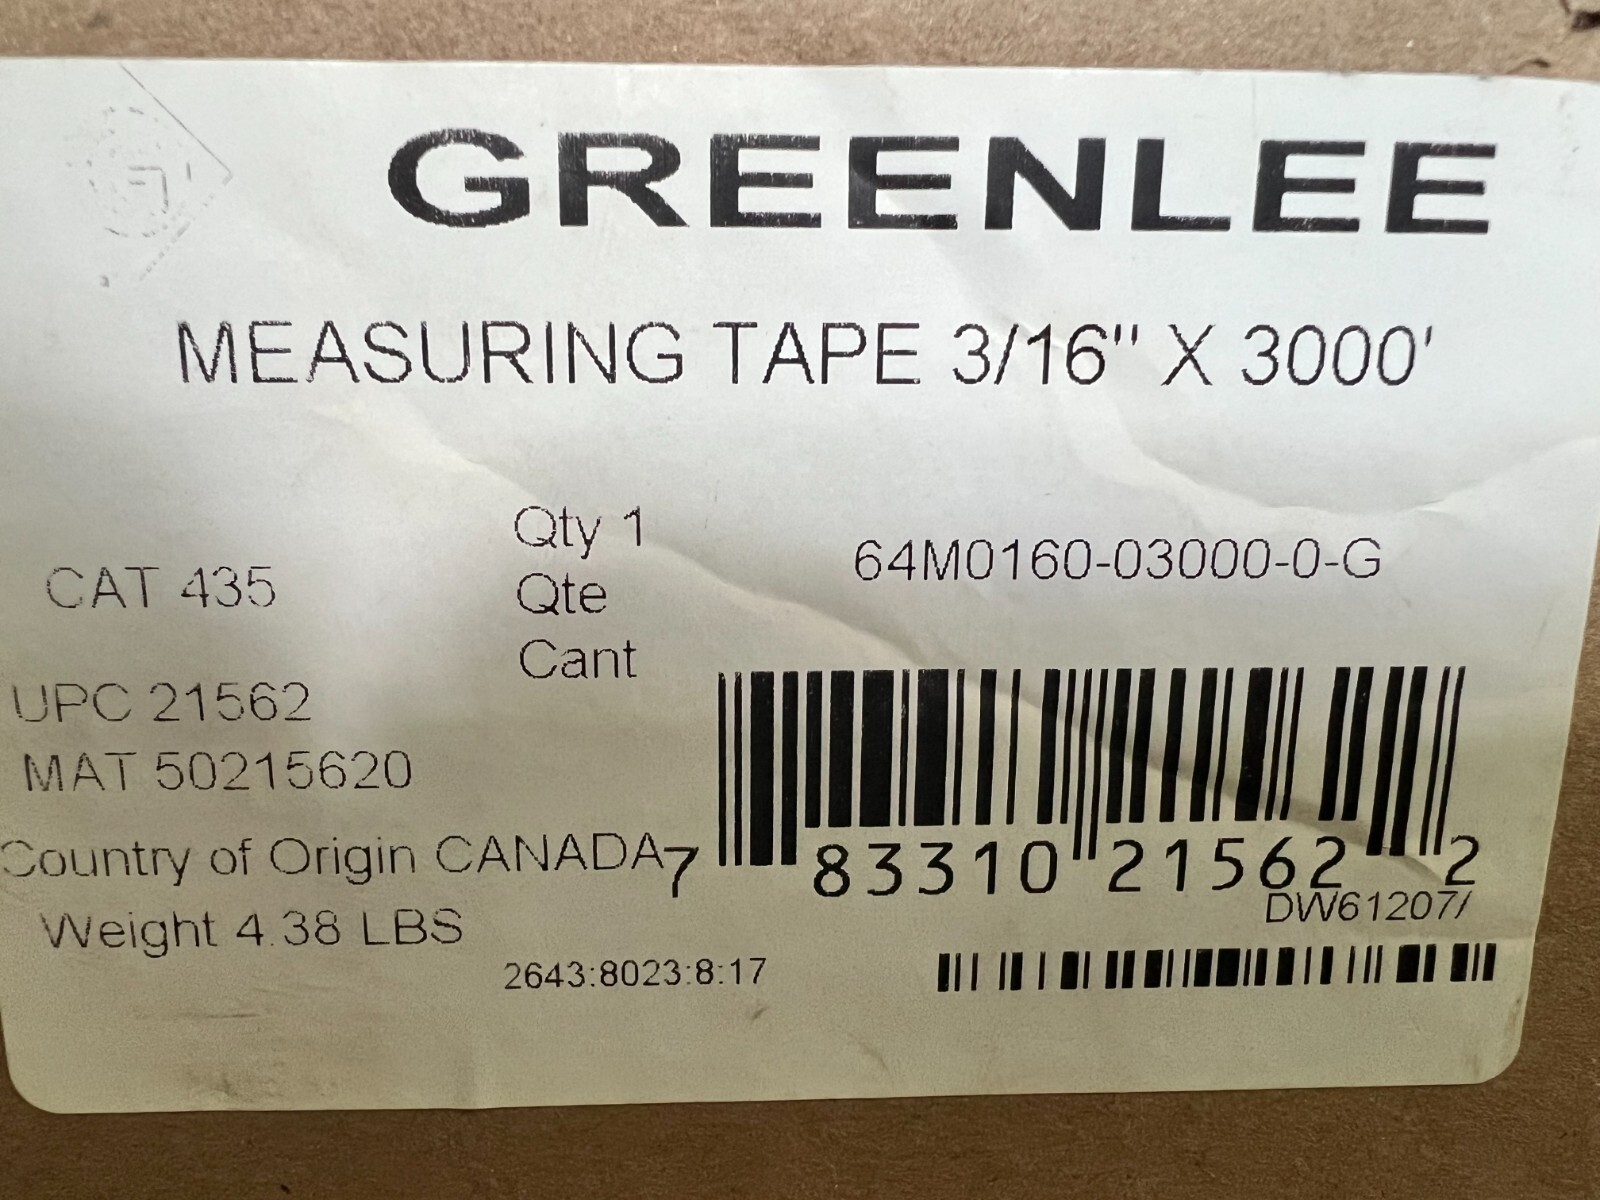 GREENLEE
MEASURING TAPE 3/16" X 3000'
Qty 1
CAT 435
Qte
64M0160-03000-0-G
Cant
UPC 21562
MAT 50215620
Country of Origin CANADA
7 83310 21562 2
Weight 4.38 LBS
DW61207/
2643:8023:8:17